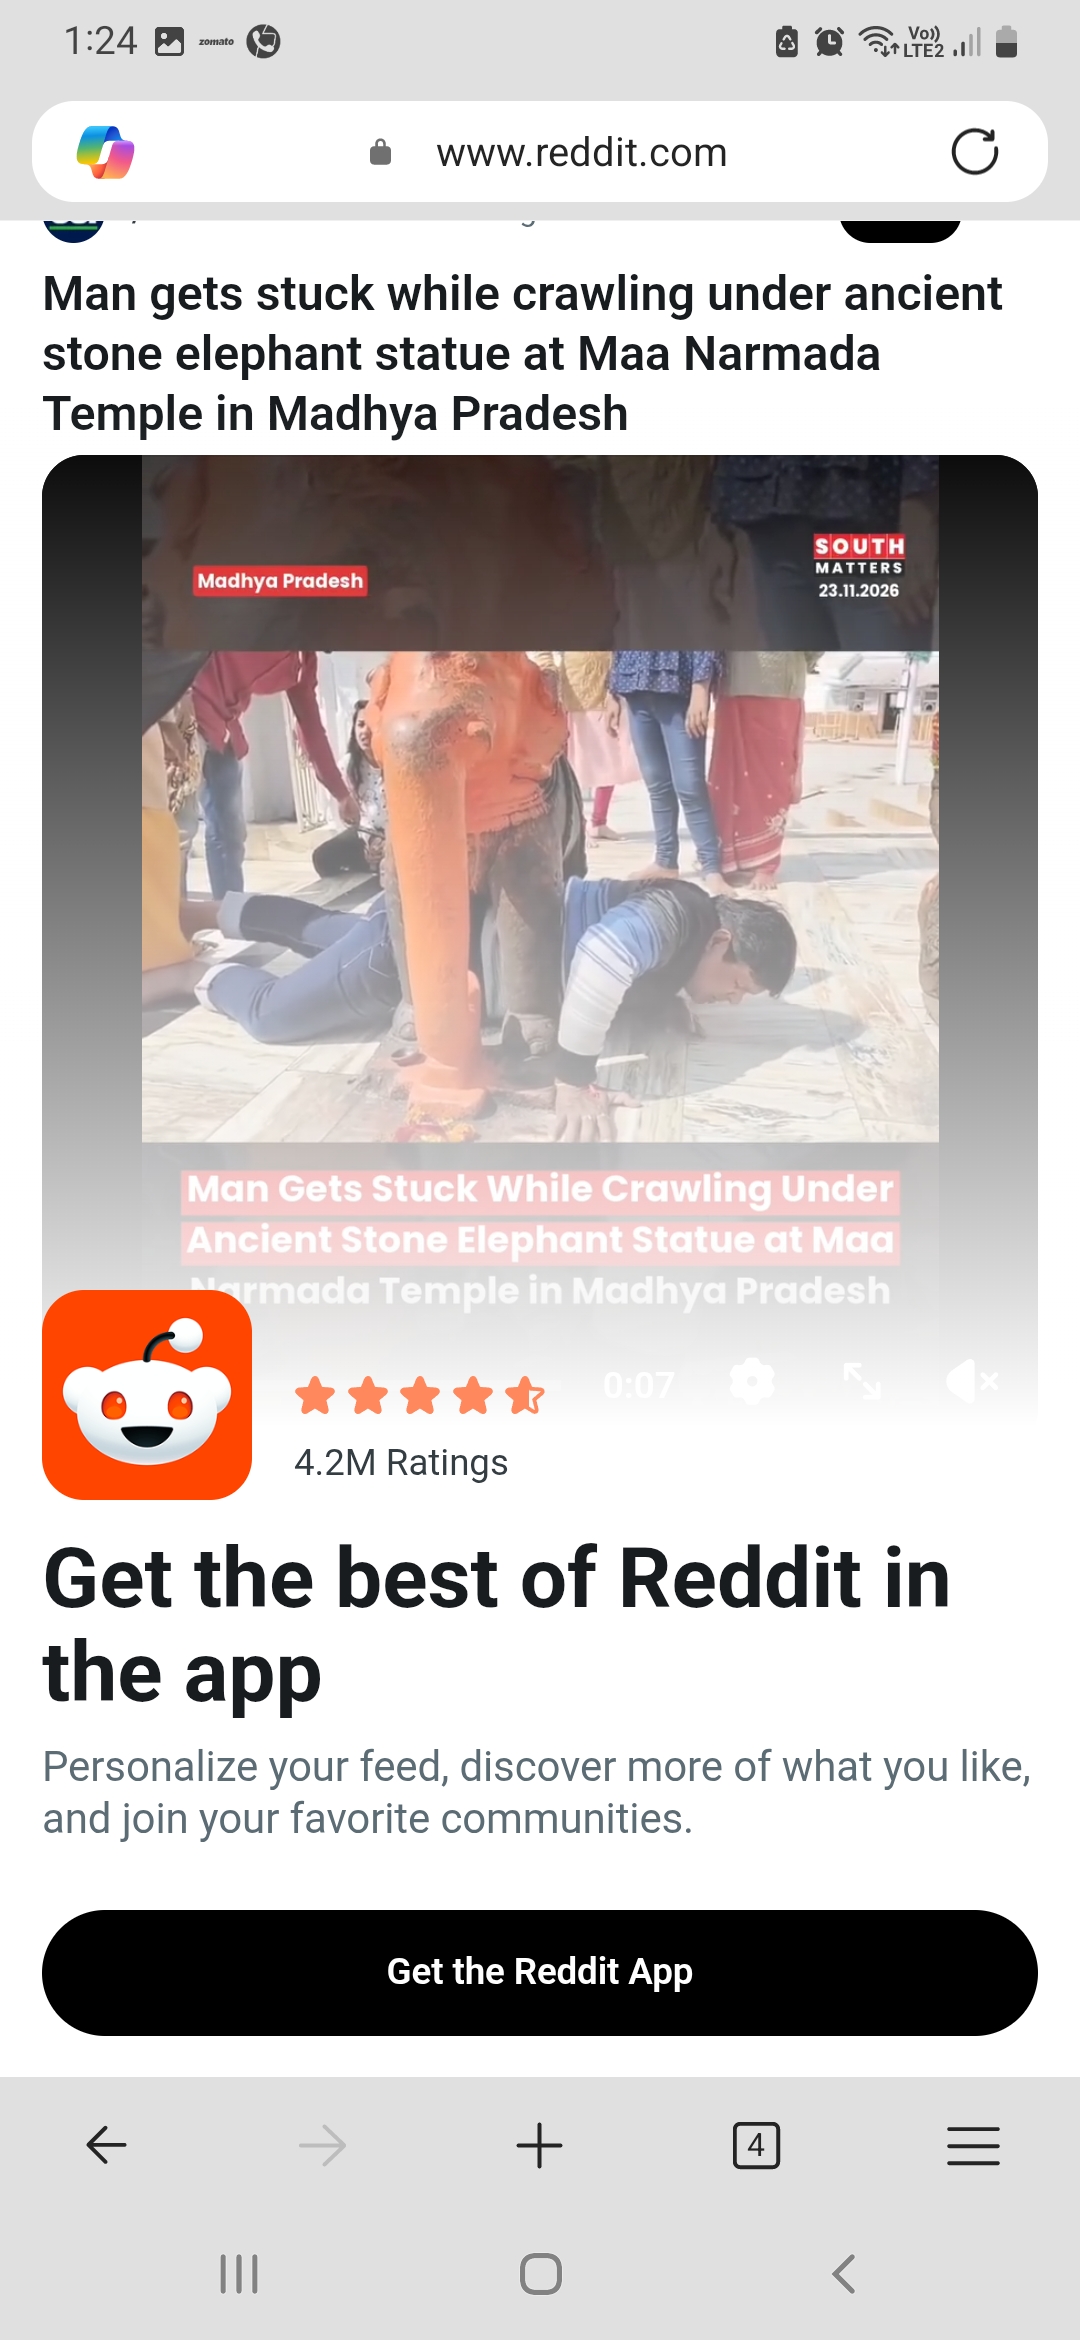 1:24
zomato
Vo))
LTE2
www.reddit.com
Man gets stuck while crawling under ancient
stone elephant statue at Maa Narmada
Temple in Madhya Pradesh
Madhya Pradesh
SOUTH
MATTERS
23.11.2026
Man Gets Stuck While Crawling Under
Ancient Stone Elephant Statue at Maa
Narmada Temple in Madhya Pradesh
0:07
4.2M Ratings
Get the best of Reddit in
the app
Personalize your feed, discover more of what you like,
and join your favorite communities.
Get the Reddit App
4